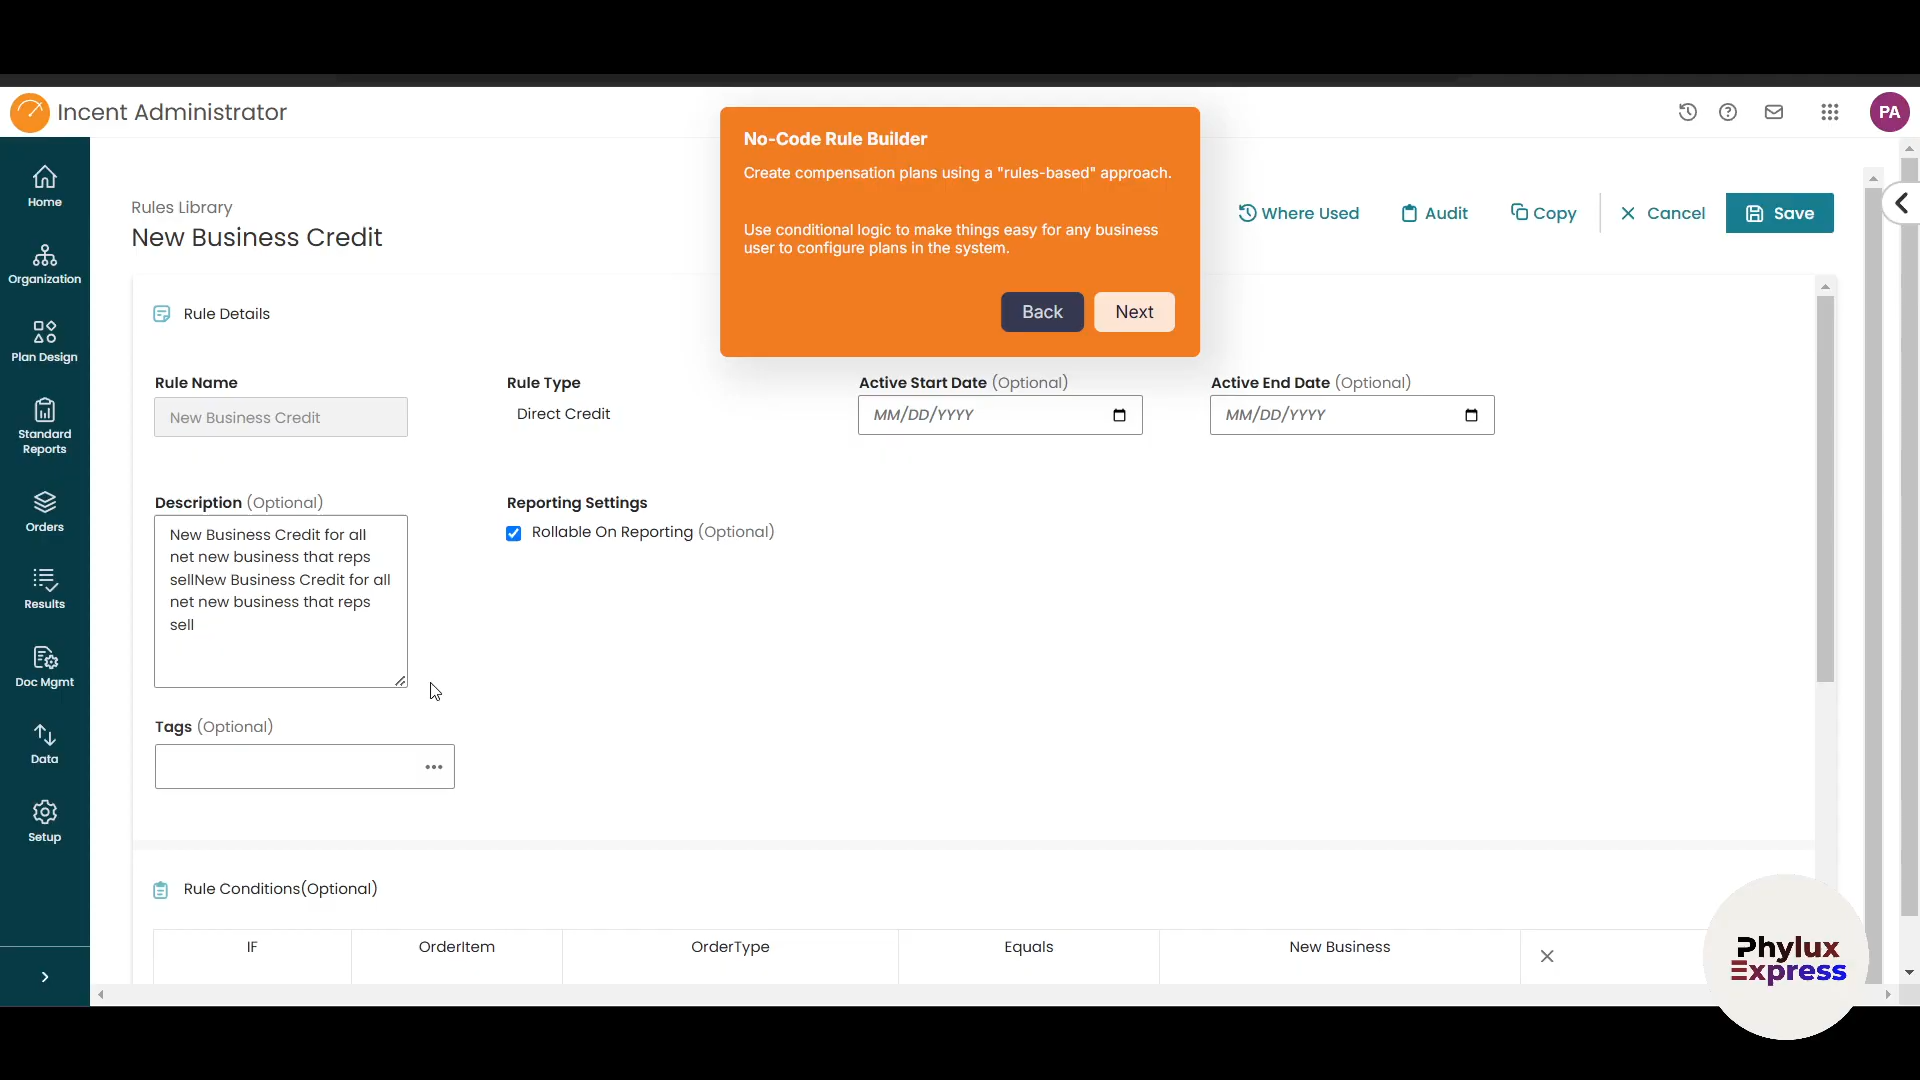 Incent Administrator
PA
No-Code Rule Builder
Create compensation plans using a "rules-based" approach.
Use conditional logic to make things easy for any business
user to configure plans in the system.
Back
Next
Home
Organization
Plan Design
Standard
Reports
Orders
Results
Doc Mgmt
Data
Setup
Rules Library
New Business Credit
Where Used
Audit
Copy
Cancel
Save
Rule Details
Rule Name
New Business Credit
Rule Type
Direct Credit
Active Start Date (Optional)
MM/DD/YYYY
Active End Date (Optional)
MM/DD/YYYY
Description (Optional)
New Business Credit for all
net new business that reps
sellNew Business Credit for all
net new business that reps
sell
Reporting Settings
Rollable On Reporting (Optional)
Tags (Optional)
Rule Conditions(Optional)
IF
OrderItem
OrderType
Equals
New Business
Phylux
Express